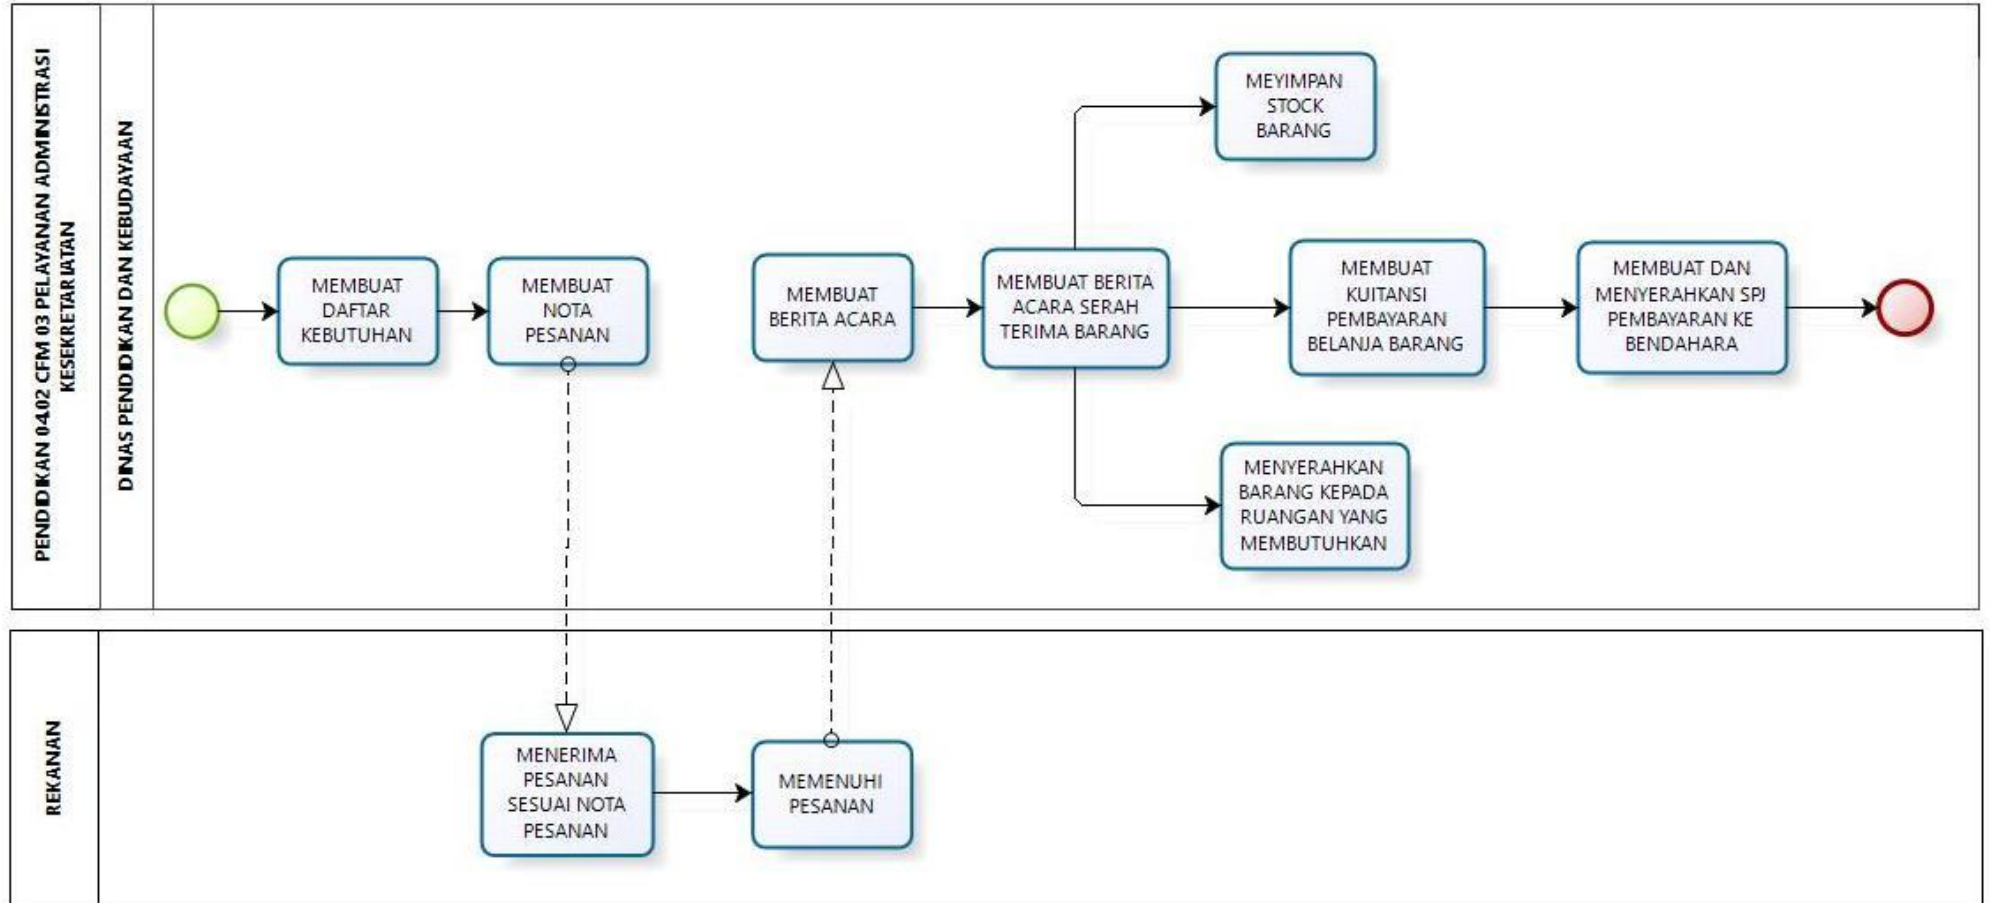 PENDIDIKAN 04.02 CFM 03 PELAYANAN ADMINISTRASI
KESEKRETARIATAN
DINAS PENDIDIKAN DAN KEBUDAYAAN
MEMBUAT
DAFTAR
KEBUTUHAN
MEMBUAT
NOTA
PESANAN
MEMBUAT
BERITA ACARA
MEMBUAT BERITA
ACARA SERAH
TERIMA BARANG
MEYIMPAN
STOCK
BARANG
MEMBUAT
KUITANSI
PEMBAYARAN
BELANJA BARANG
MEMBUAT DAN
MENYERAHKAN SPJ
PEMBAYARAN KE
BENDAHARA
MENYERAHKAN
BARANG KEPADA
RUANGAN YANG
MEMBUTUHKAN
REKANAN
MENERIMA
PESANAN
SESUAI NOTA
PESANAN
MEMENUHI
PESANAN